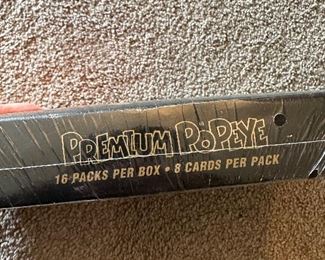 PREMIUM POPEYE
16 PACKS PER BOX • 8 CARDS PER PACK